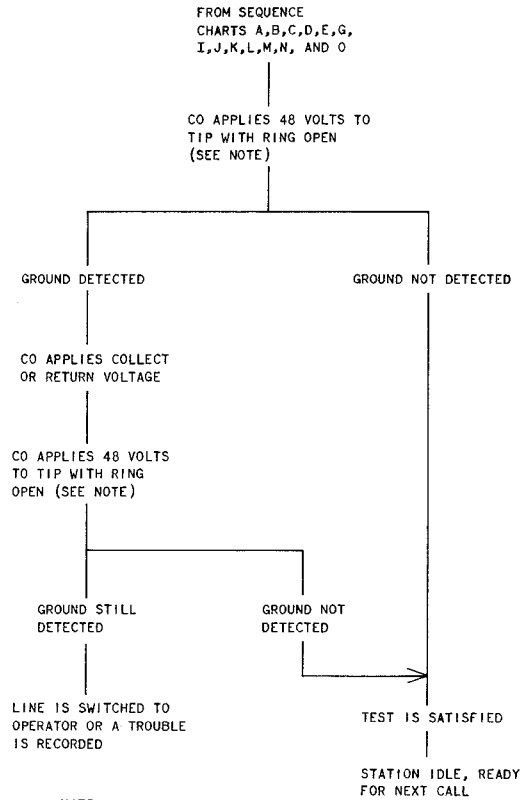 FROM SEQUENCE
CHARTS A,B,C,D,E,G,
I,J,K,L,M,N, AND O
CO APPLIES 48 VOLTS TO
TIP WITH RING OPEN
(SEE NOTE)
GROUND DETECTED
GROUND NOT DETECTED
CO APPLIES COLLECT
OR RETURN VOLTAGE
CO APPLIES 48 VOLTS
TO TIP WITH RING
OPEN (SEE NOTE)
GROUND STILL
DETECTED
GROUND NOT
DETECTED
LINE IS SWITCHED TO
OPERATOR OR A TROUBLE
IS RECORDED
TEST IS SATISFIED
STATION IDLE, READY
FOR NEXT CALL